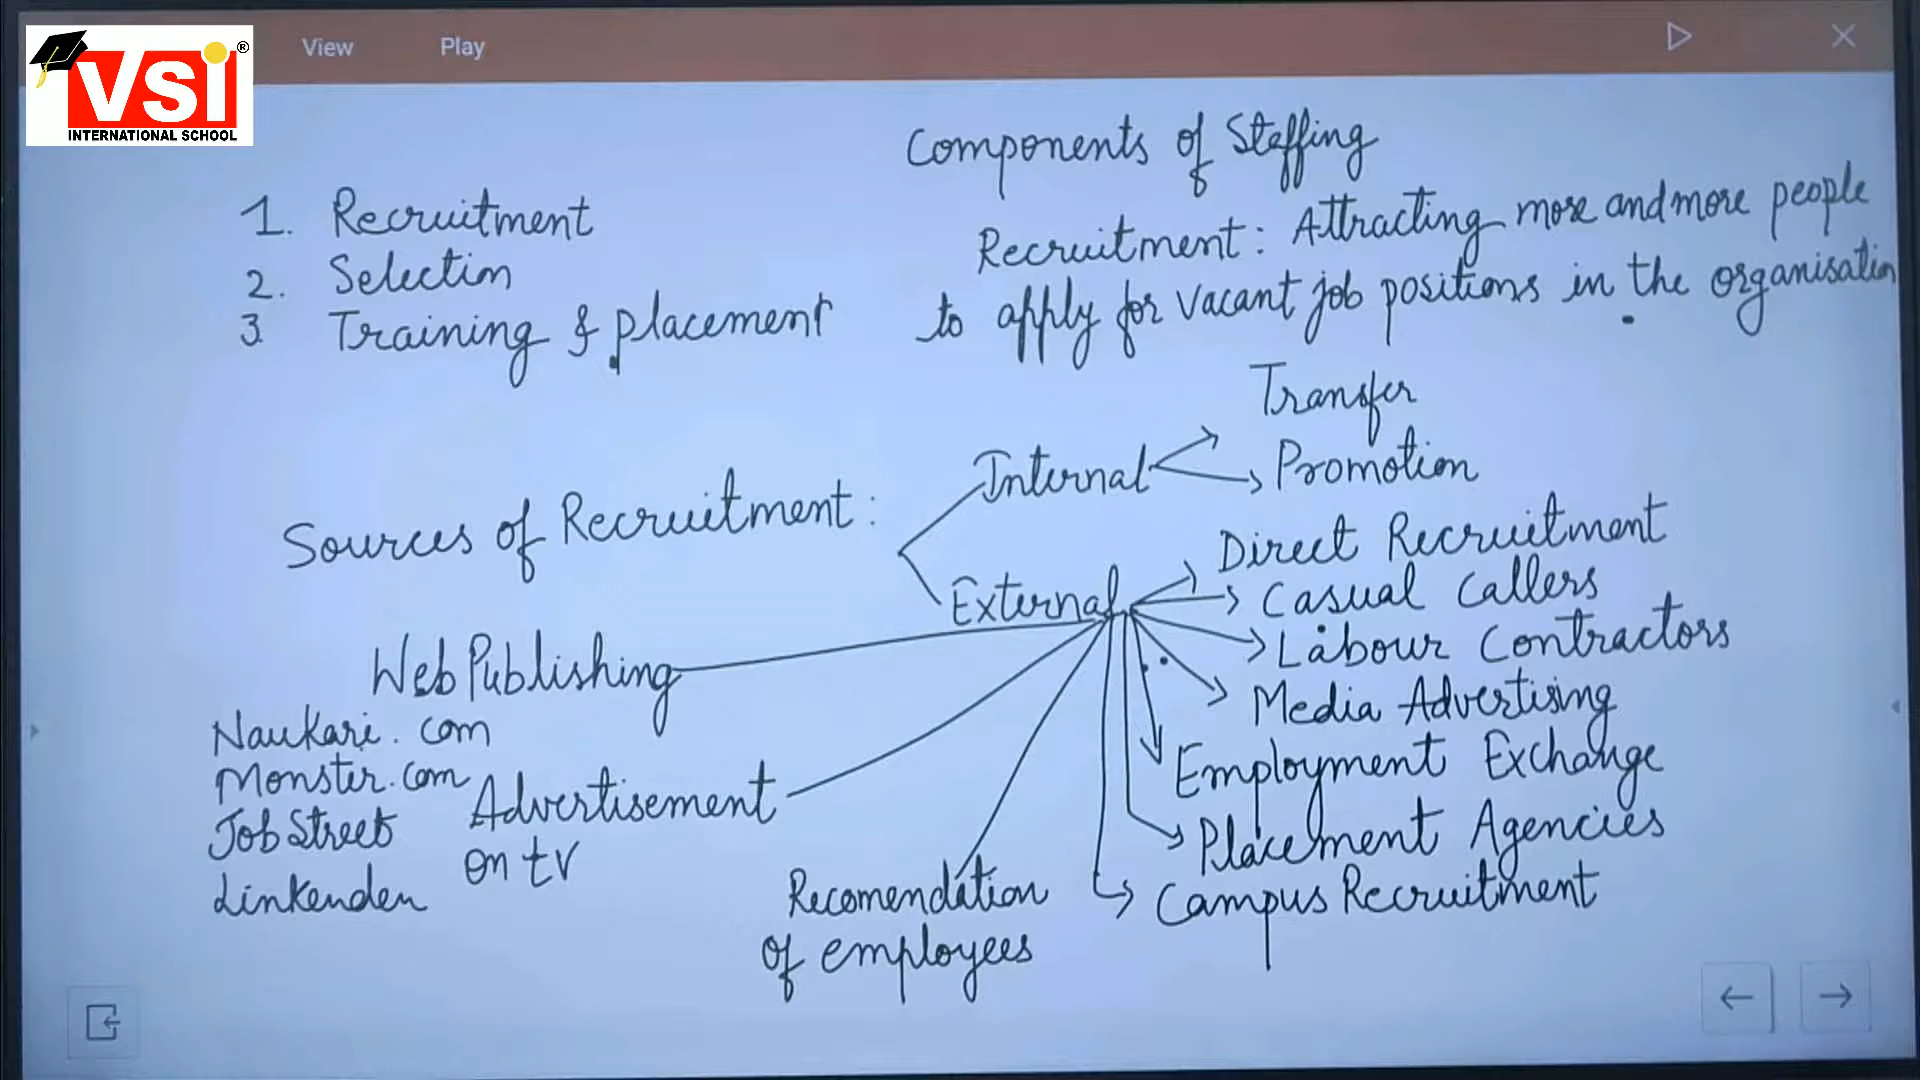 VSI ®
INTERNATIONAL SCHOOL
View
Play
Components of Staffing
1. Recruitment
2. Selection
3 Training & placement
Recruitment: Attracting more and more people
to apply for vacant job positions in the organisation
Sources of Recruitment:
Internal
Transfer
Promotion
External
Direct Recruitment
Casual Callers
Labour Contractors
Media Advertising
Employment Exchange
Placement Agencies
Campus Recruitment
Web Publishing
Naukari.com
Monster.com
Job Street
Linkenden
Advertisement
on tv
Recomendation
of employees